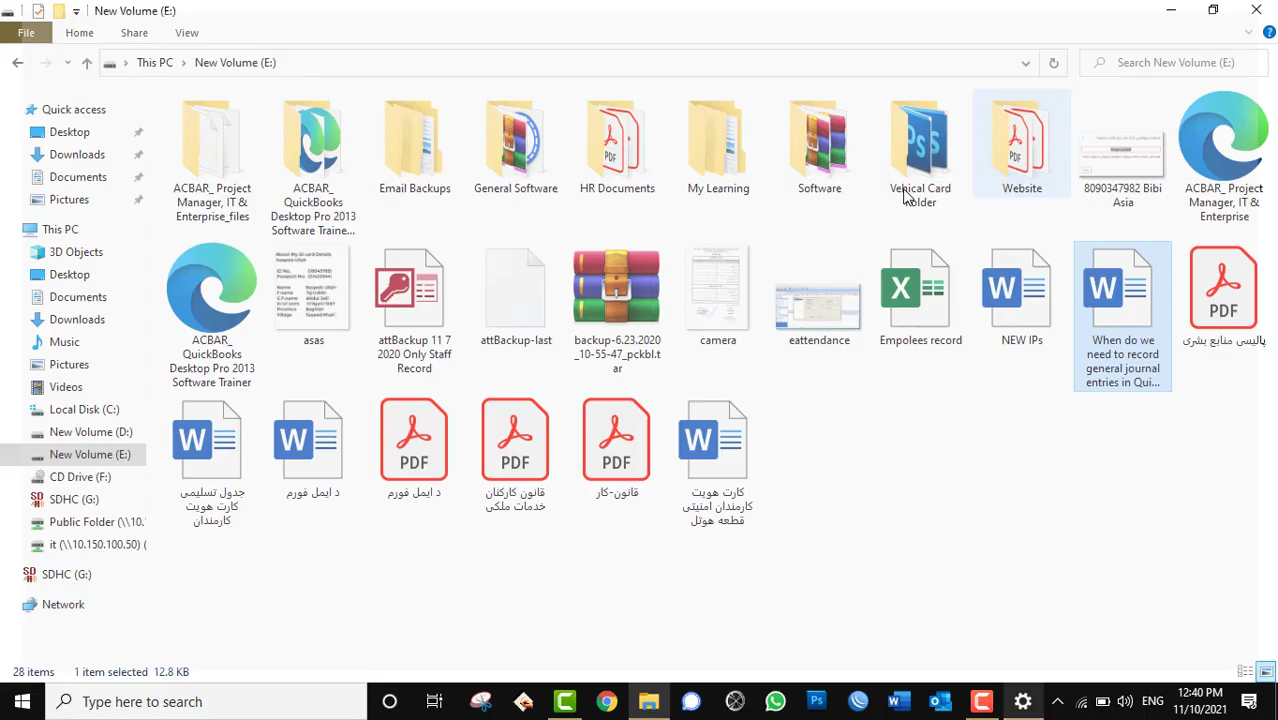 New Volume (E:)
File Home Share View
This PC > New Volume (E:)
Search New Volume (E:)
Quick access
Desktop
Downloads
Documents
Pictures
This PC
3D Objects
Desktop
Documents
Downloads
Music
Pictures
Videos
Local Disk (C:)
New Volume (D:)
New Volume (E:)
CD Drive (F:)
SDHC (G:)
Public Folder (\\10.
it (\\10.150.100.50) (
SDHC (G:)
Network
ACBAR_ Project
Manager, IT &
Enterprise_files
ACBAR_
QuickBooks
Desktop Pro 2013
Software Traine...
Email Backups
General Software
HR Documents
My Learning
Software
Vehical Card
Folder
Website
8090347982 Bibi
Asia
ACBAR_ Project
Manager, IT &
Enterprise
ACBAR_
QuickBooks
Desktop Pro 2013
Software Trainer
asas
attBackup 11 7
2020 Only Staff
Record
attBackup-last
backup-6.23.2020
_10-55-47_pckbl.t
ar
camera
eattendance
Empolees record
NEW IPs
When do we
need to record
general journal
entries in Qui...
PDF
پالیسی منابع بشری
جدول تسلیمی
کارت هویت
کارمندان
د ایمل فورم
PDF
د ایمل فورم
PDF
قانون کارکنان
خدمات ملکی
PDF
قانون-کار
کارت هویت
کارمندان امنیتی
قطعه هوتل
28 items 1 item selected 12.8 KB
Type here to search
ENG
12:40 PM
11/10/2021